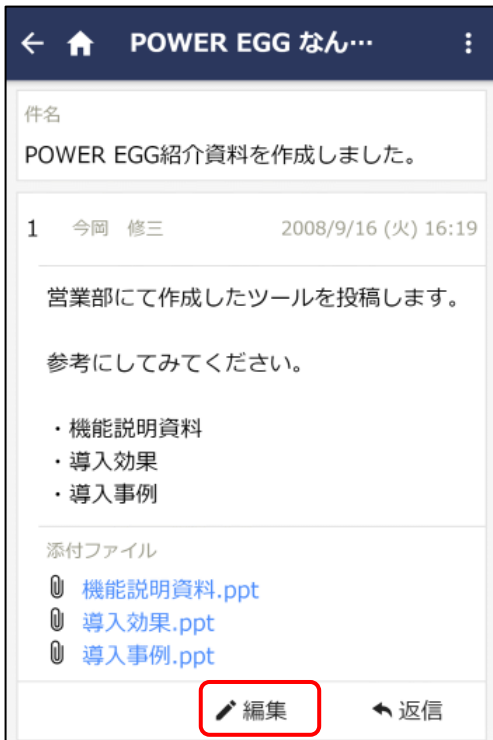 POWER EGG なん…
件名
POWER EGG紹介資料を作成しました。
1 今岡 修三 2008/9/16 (火) 16:19
営業部にて作成したツールを投稿します。
参考にしてみてください。
・機能説明資料
・導入効果
・導入事例
添付ファイル
機能説明資料.ppt
導入効果.ppt
導入事例.ppt
編集 返信